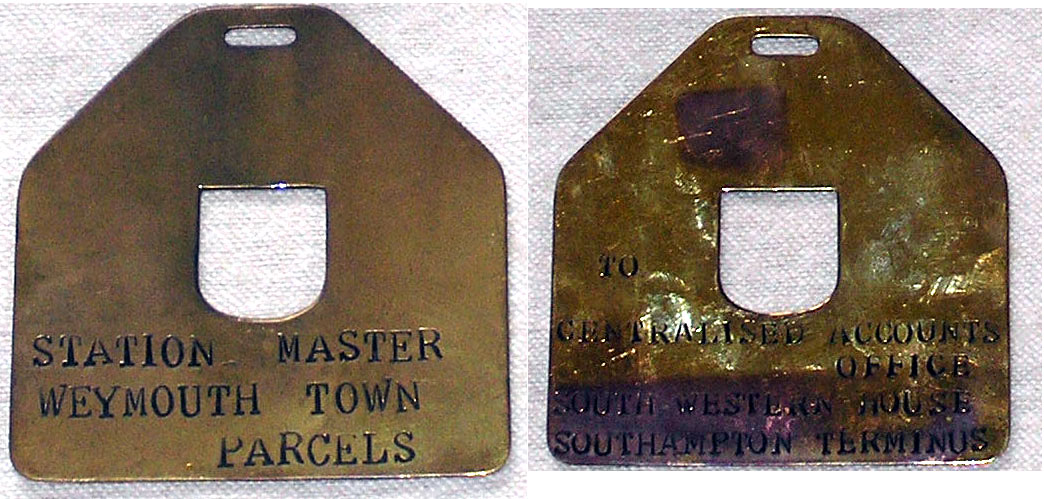 STATION MASTER
WEYMOUTH TOWN
PARCELS
TO
CENTRALISED ACCOUNTS
OFFICE
SOUTH WESTERN HOUSE
SOUTHAMPTON TERMINUS